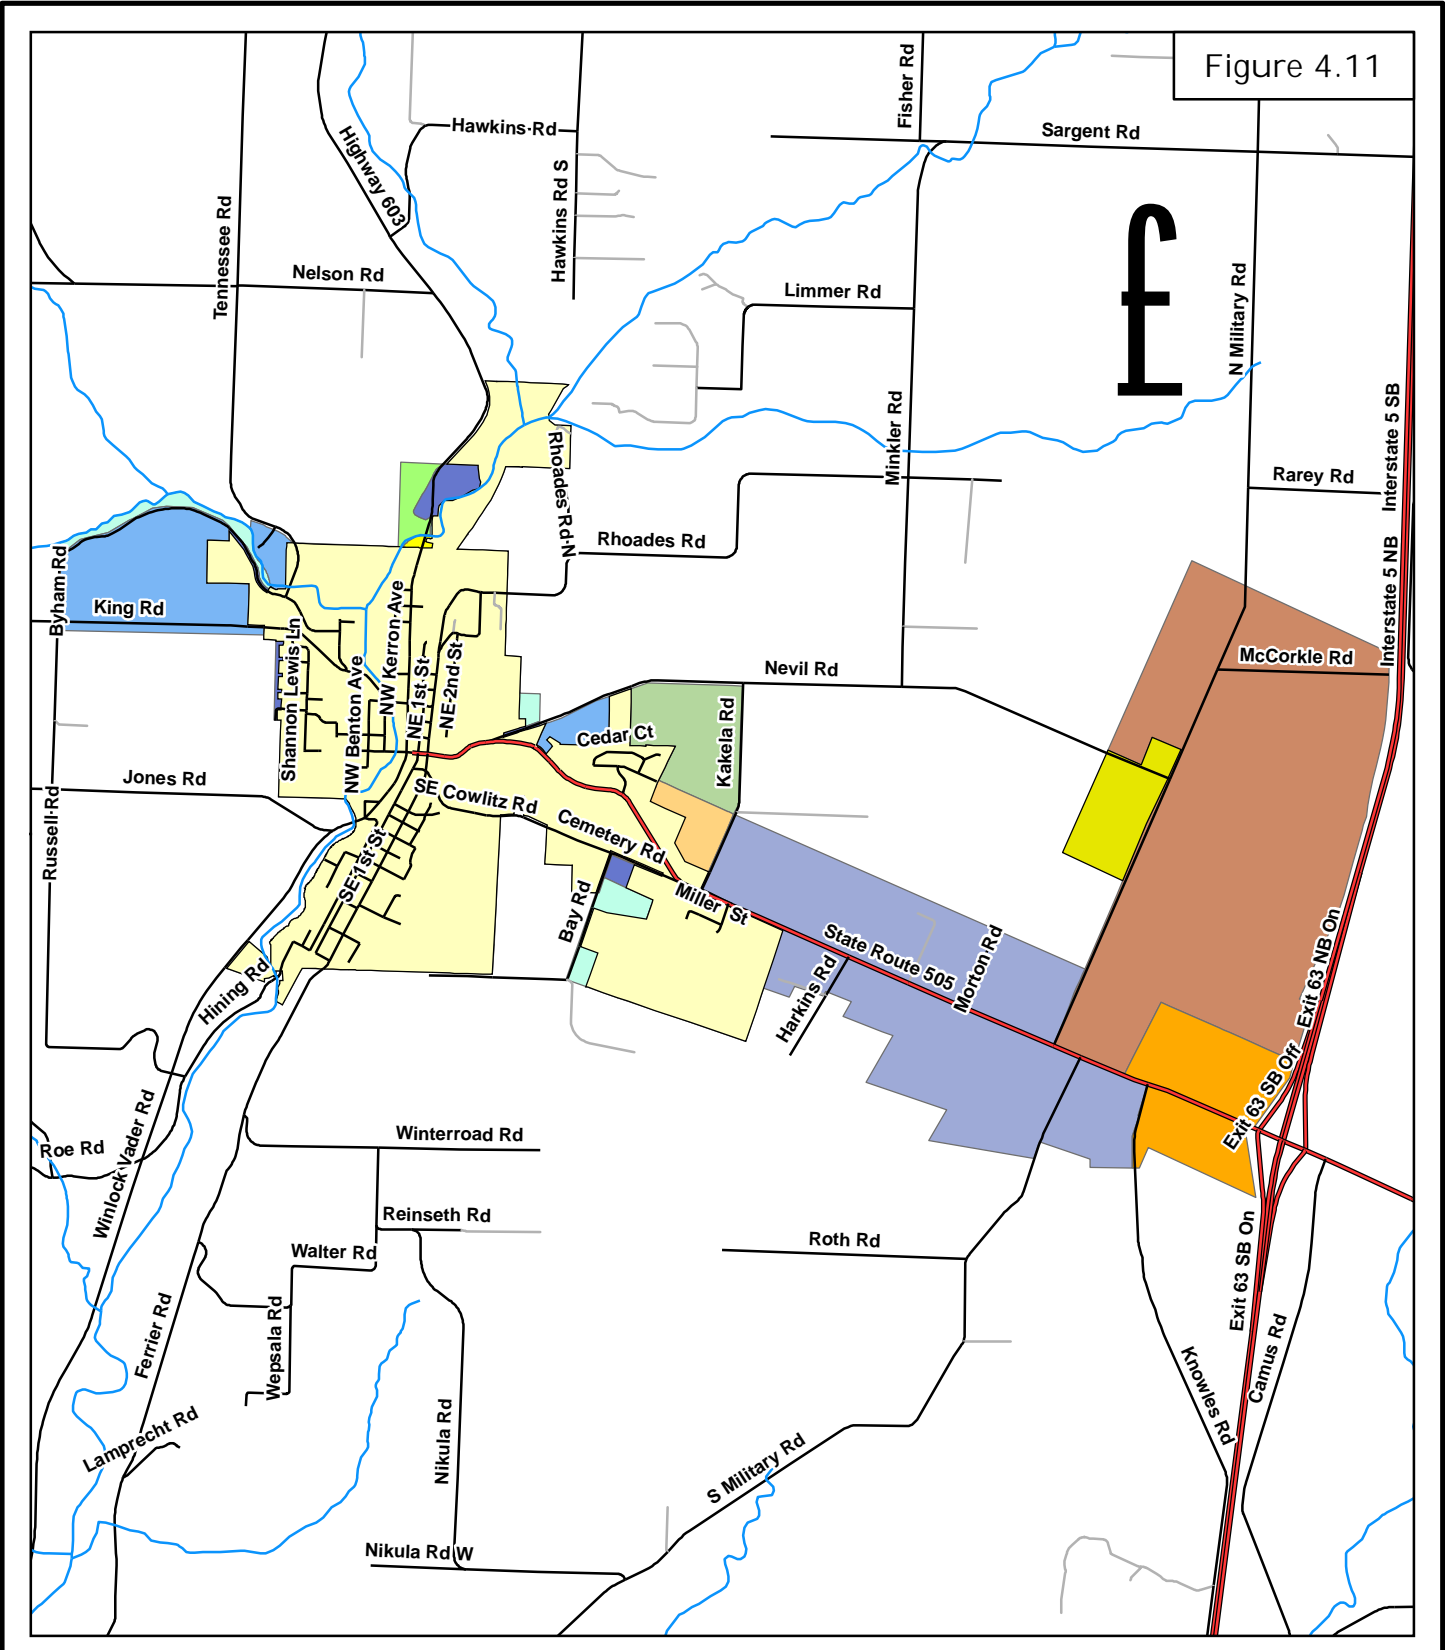 Figure 4.11
Fisher Rd
Sargent Rd
Hawkins Rd
Highway 603
Hawkins Rd S
Tennessee Rd
£
Nelson Rd
Limmer Rd
N Military Rd
Interstate 5 SB
Minkler Rd
Rhoades Rd N
Rarey Rd
Rhoades Rd
Interstate 5 NB
Byham Rd
King Rd
NW Kerron Ave
Shannon Lewis Ln
NE 1st St
NE 2nd St
NW Benton Ave
McCorkle Rd
Nevil Rd
Kakela Rd
Cedar Ct
Jones Rd
SE Cowlitz Rd
Russell Rd
Cemetery Rd
SE 1st St
Miller St
Bay Rd
State Route 505
Morton Rd
Harkins Rd
Hining Rd
Exit 63 NB On
Exit 63 SB Off
Winlock Vader Rd
Roe Rd
Winterroad Rd
Reinseth Rd
Walter Rd
Roth Rd
Exit 63 SB On
Ferrier Rd
Wepsala Rd
Camus Rd
Knowles Rd
Lamprecht Rd
Nikula Rd
S Military Rd
Nikula Rd W